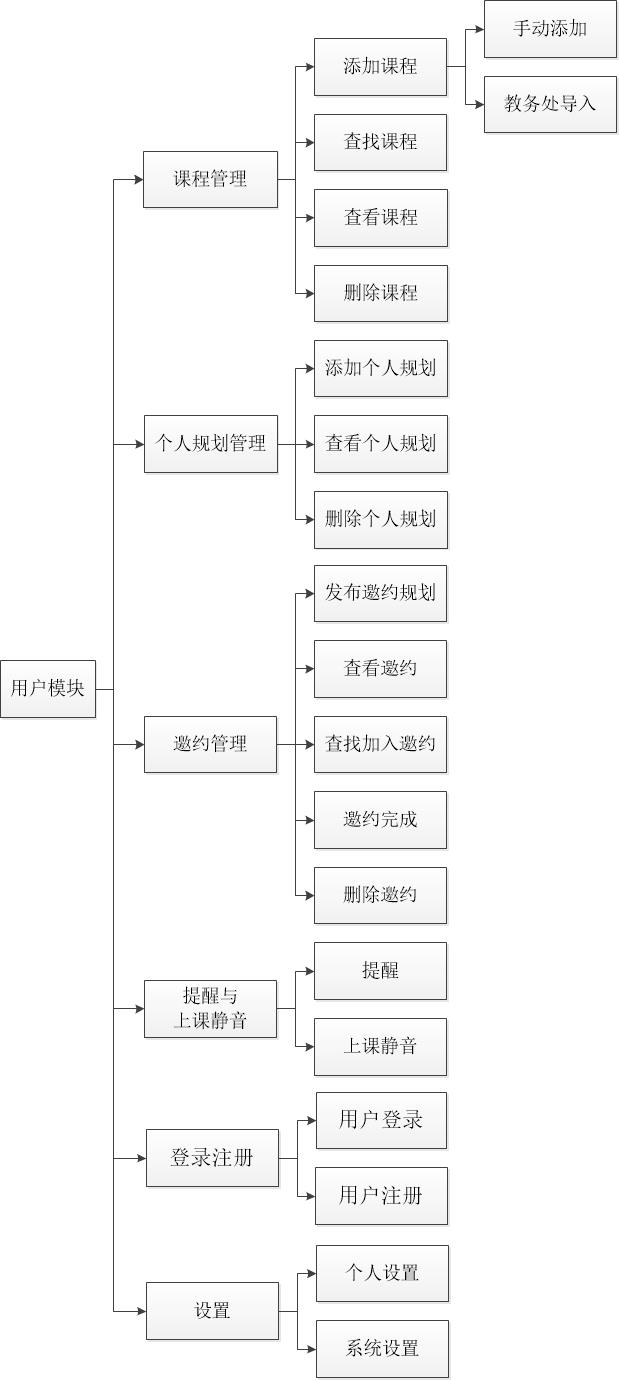 用户模块
课程管理
添加课程
手动添加
教务处导入
查找课程
查看课程
删除课程
个人规划管理
添加个人规划
查看个人规划
删除个人规划
邀约管理
发布邀约规划
查看邀约
查找加入邀约
邀约完成
删除邀约
提醒与
上课静音
提醒
上课静音
登录注册
用户登录
用户注册
设置
个人设置
系统设置